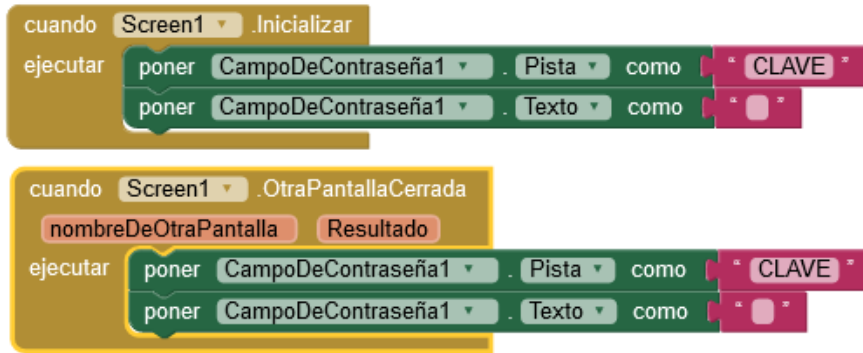 cuando Screen1 .Inicializar
ejecutar poner CampoDeContraseña1 . Pista como “ CLAVE ”
poner CampoDeContraseña1 . Texto como “ ”
cuando Screen1 .OtraPantallaCerrada
nombreDeOtraPantalla Resultado
ejecutar poner CampoDeContraseña1 . Pista como “ CLAVE ”
poner CampoDeContraseña1 . Texto como “ ”